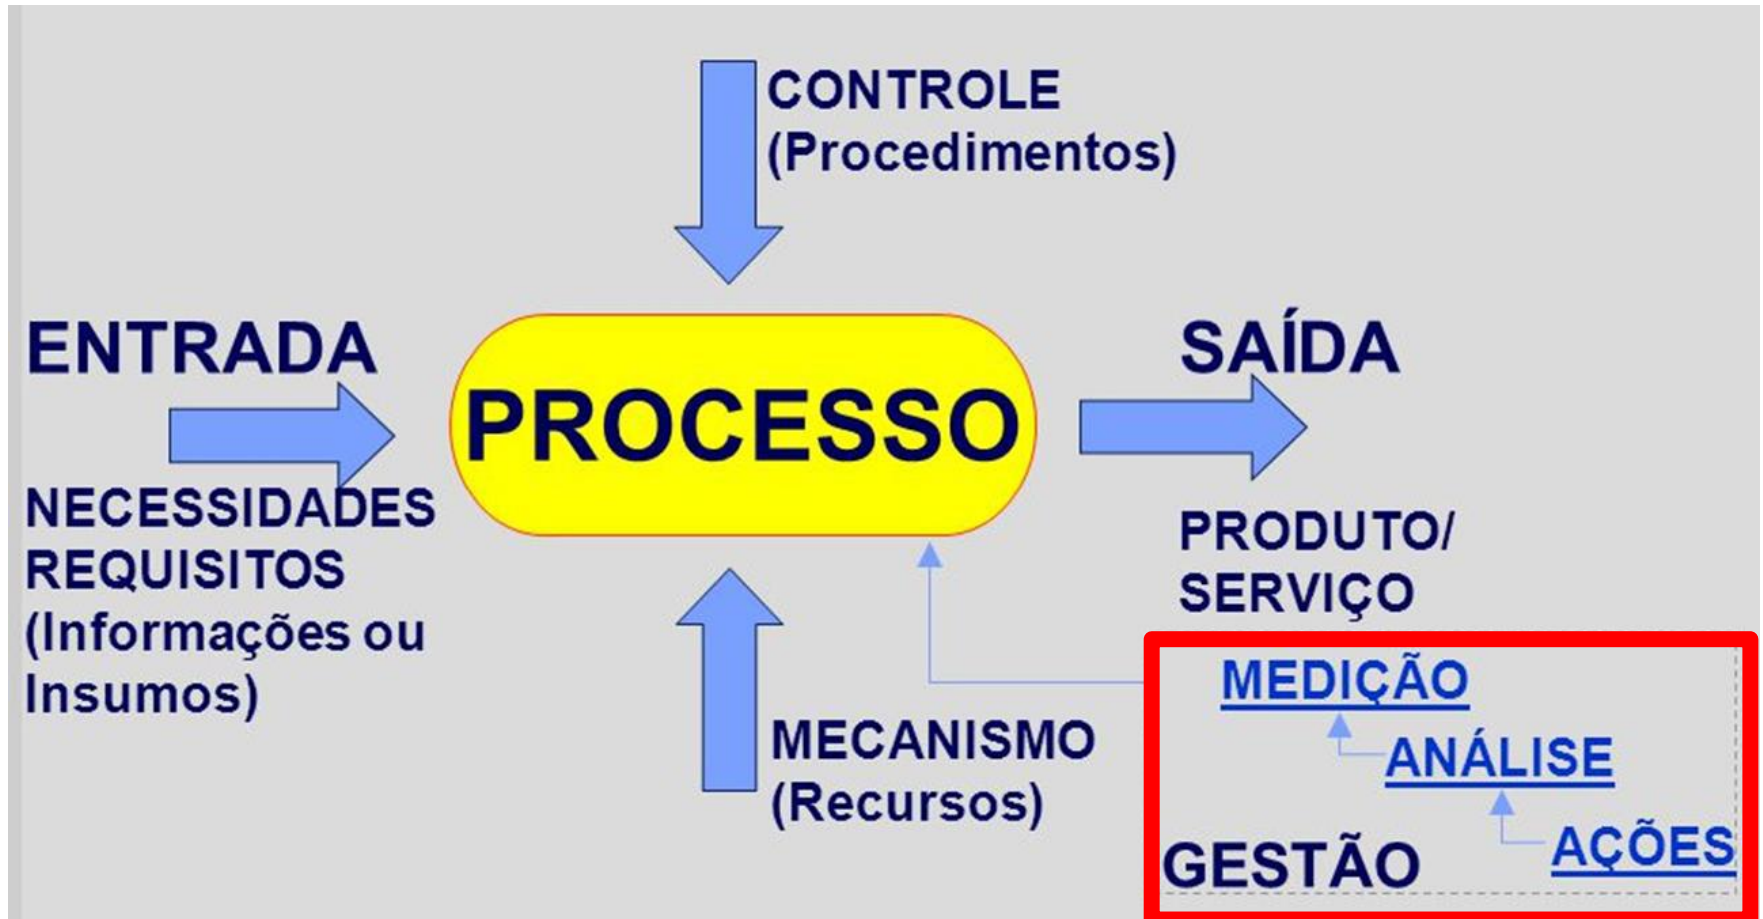 CONTROLE
(Procedimentos)
ENTRADA
NECESSIDADES
REQUISITOS
(Informações ou
Insumos)
PROCESSO
SAÍDA
PRODUTO/
SERVIÇO
MECANISMO
(Recursos)
MEDIÇÃO
ANÁLISE
AÇÕES
GESTÃO